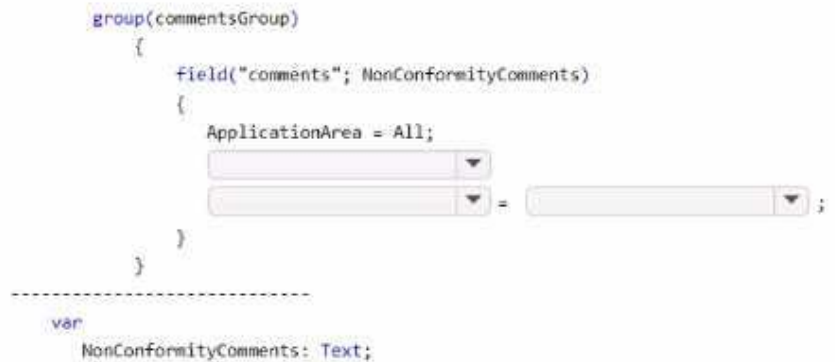 group(commentsGroup)
{
field("comments"; NonConformityComments)
{
ApplicationArea = All;
= ;
}
}
------------------------------
var
NonConformityComments: Text;